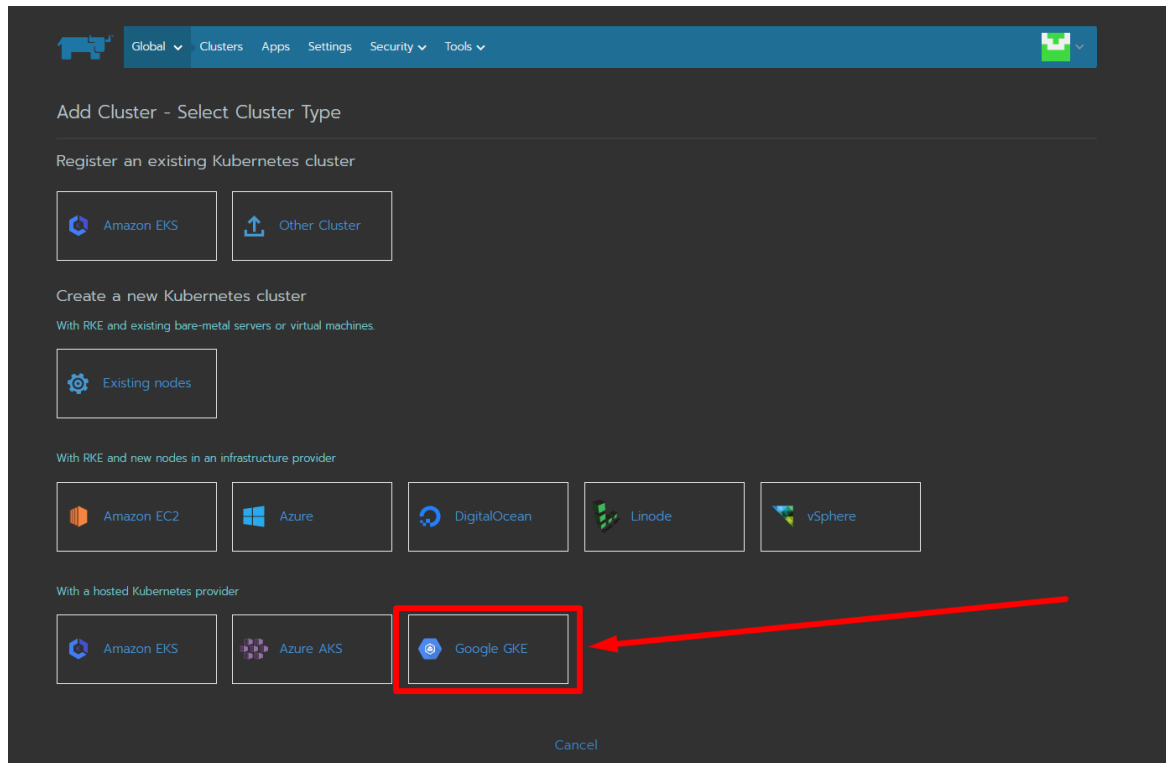 Global Clusters Apps Settings Security Tools
Add Cluster - Select Cluster Type
Register an existing Kubernetes cluster
Amazon EKS Other Cluster
Create a new Kubernetes cluster
With RKE and existing bare-metal servers or virtual machines.
Existing nodes
With RKE and new nodes in an infrastructure provider
Amazon EC2 Azure DigitalOcean Linode vSphere
With a hosted Kubernetes provider
Amazon EKS Azure AKS Google GKE
Cancel